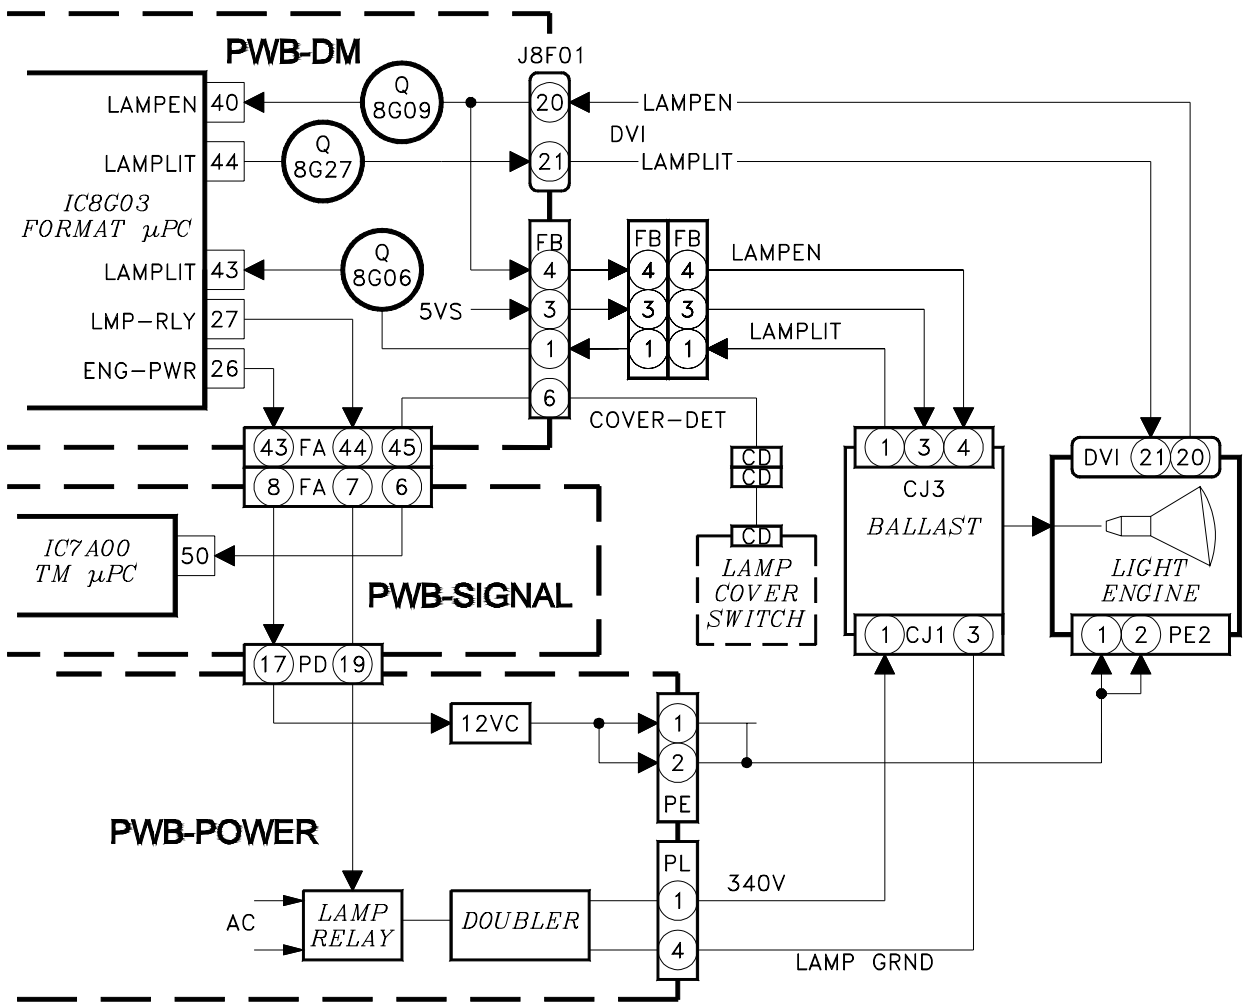 PWB-DM
J8F01
LAMPEN 40
Q 8G09
20
LAMPEN
DVI
LAMPLIT 44
Q 8G27
21
LAMPLIT
IC8G03
FORMAT µPC
LAMPLIT 43
Q 8G06
FB FB FB
4 4 4
LAMPEN
5VS
3 3 3
LMP-RLY 27
1 1 1
LAMPLIT
ENG-PWR 26
6
COVER-DET
43 FA 44 45
8 FA 7 6
CD
CD
CD
1 3 4
CJ3
BALLAST
DVI 21 20
IC7A00
TM µPC
50
PWB-SIGNAL
LAMP
COVER
SWITCH
LIGHT
ENGINE
1 CJ1 3
1 2 PE2
17 PD 19
12VC
1
2
PE
PWB-POWER
PL
1
340V
AC
LAMP
RELAY
DOUBLER
4
LAMP GRND